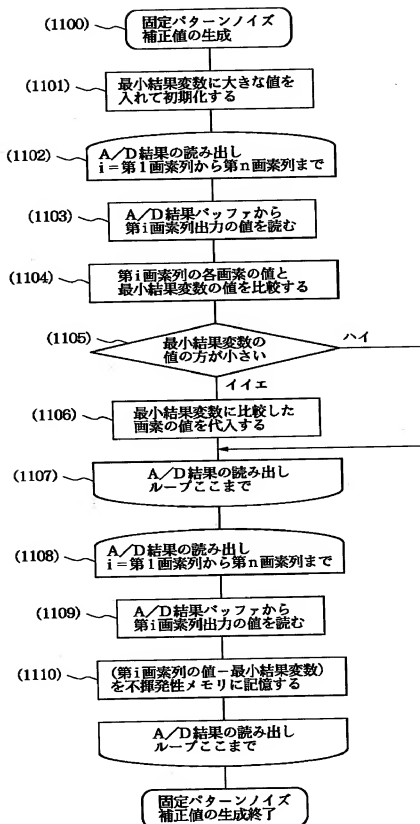 (1100)
固定パターンノイズ
補正値の生成
(1101)
最小結果変数に大きな値を
入れて初期化する
(1102)
A/D結果の読み出し
i=第1画素列から第n画素列まで
(1103)
A/D結果バッファから
第i画素列出力の値を読む
(1104)
第i画素列の各画素の値と
最小結果変数の値を比較する
(1105)
最小結果変数の
値の方が小さい
ハイ
イイエ
(1106)
最小結果変数に比較した
画素の値を代入する
(1107)
A/D結果の読み出し
ループここまで
(1108)
A/D結果の読み出し
i=第1画素列から第n画素列まで
(1109)
A/D結果バッファから
第i画素列出力の値を読む
(1110)
(第i画素列の値-最小結果変数)
を不揮発性メモリに記憶する
A/D結果の読み出し
ループここまで
固定パターンノイズ
補正値の生成終了